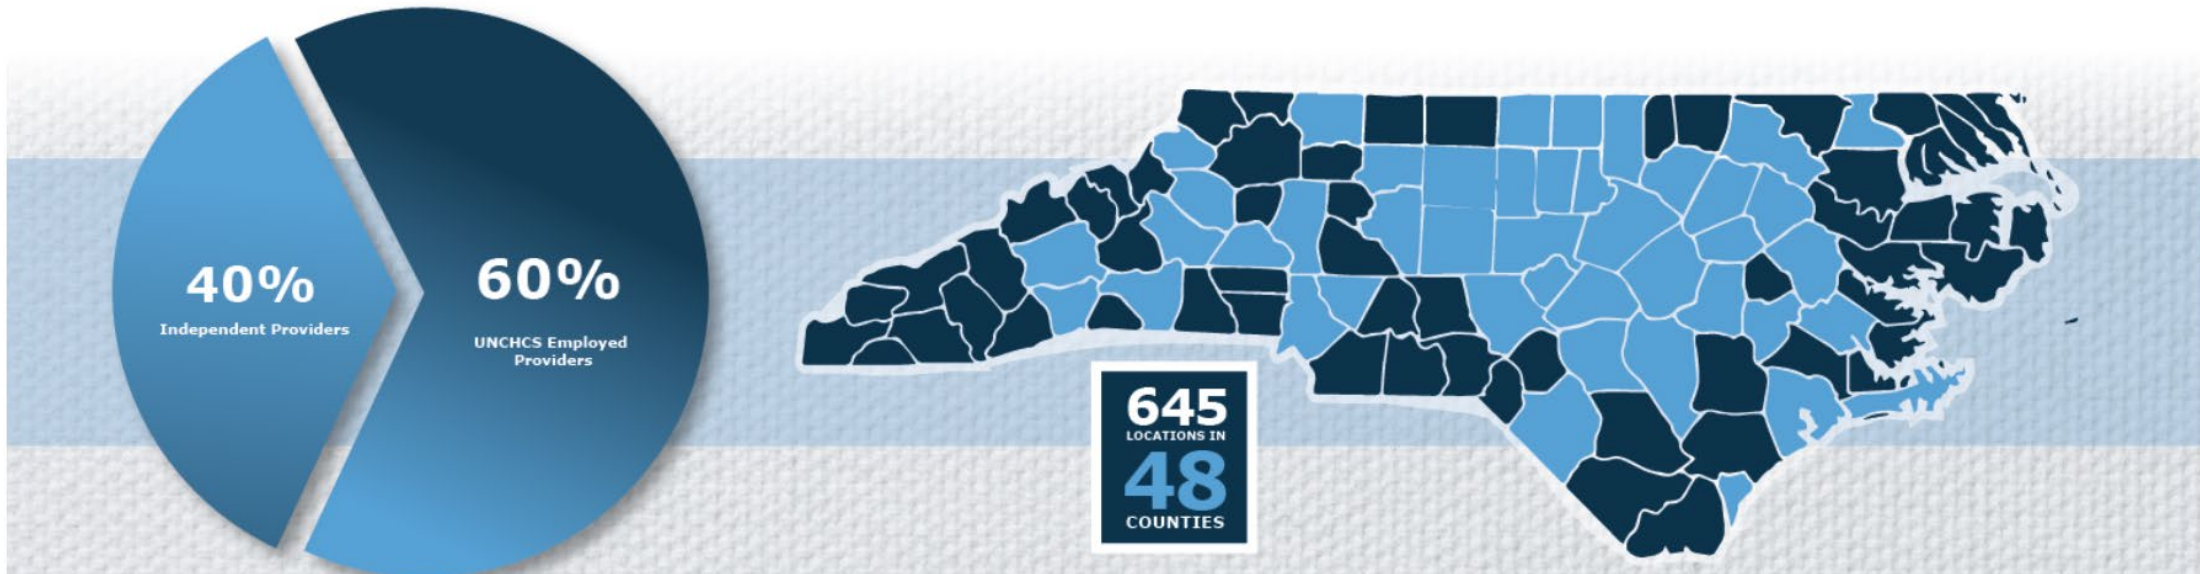 40%
Independent Providers
60%
UNCHCS Employed
Providers
645
LOCATIONS IN
48
COUNTIES